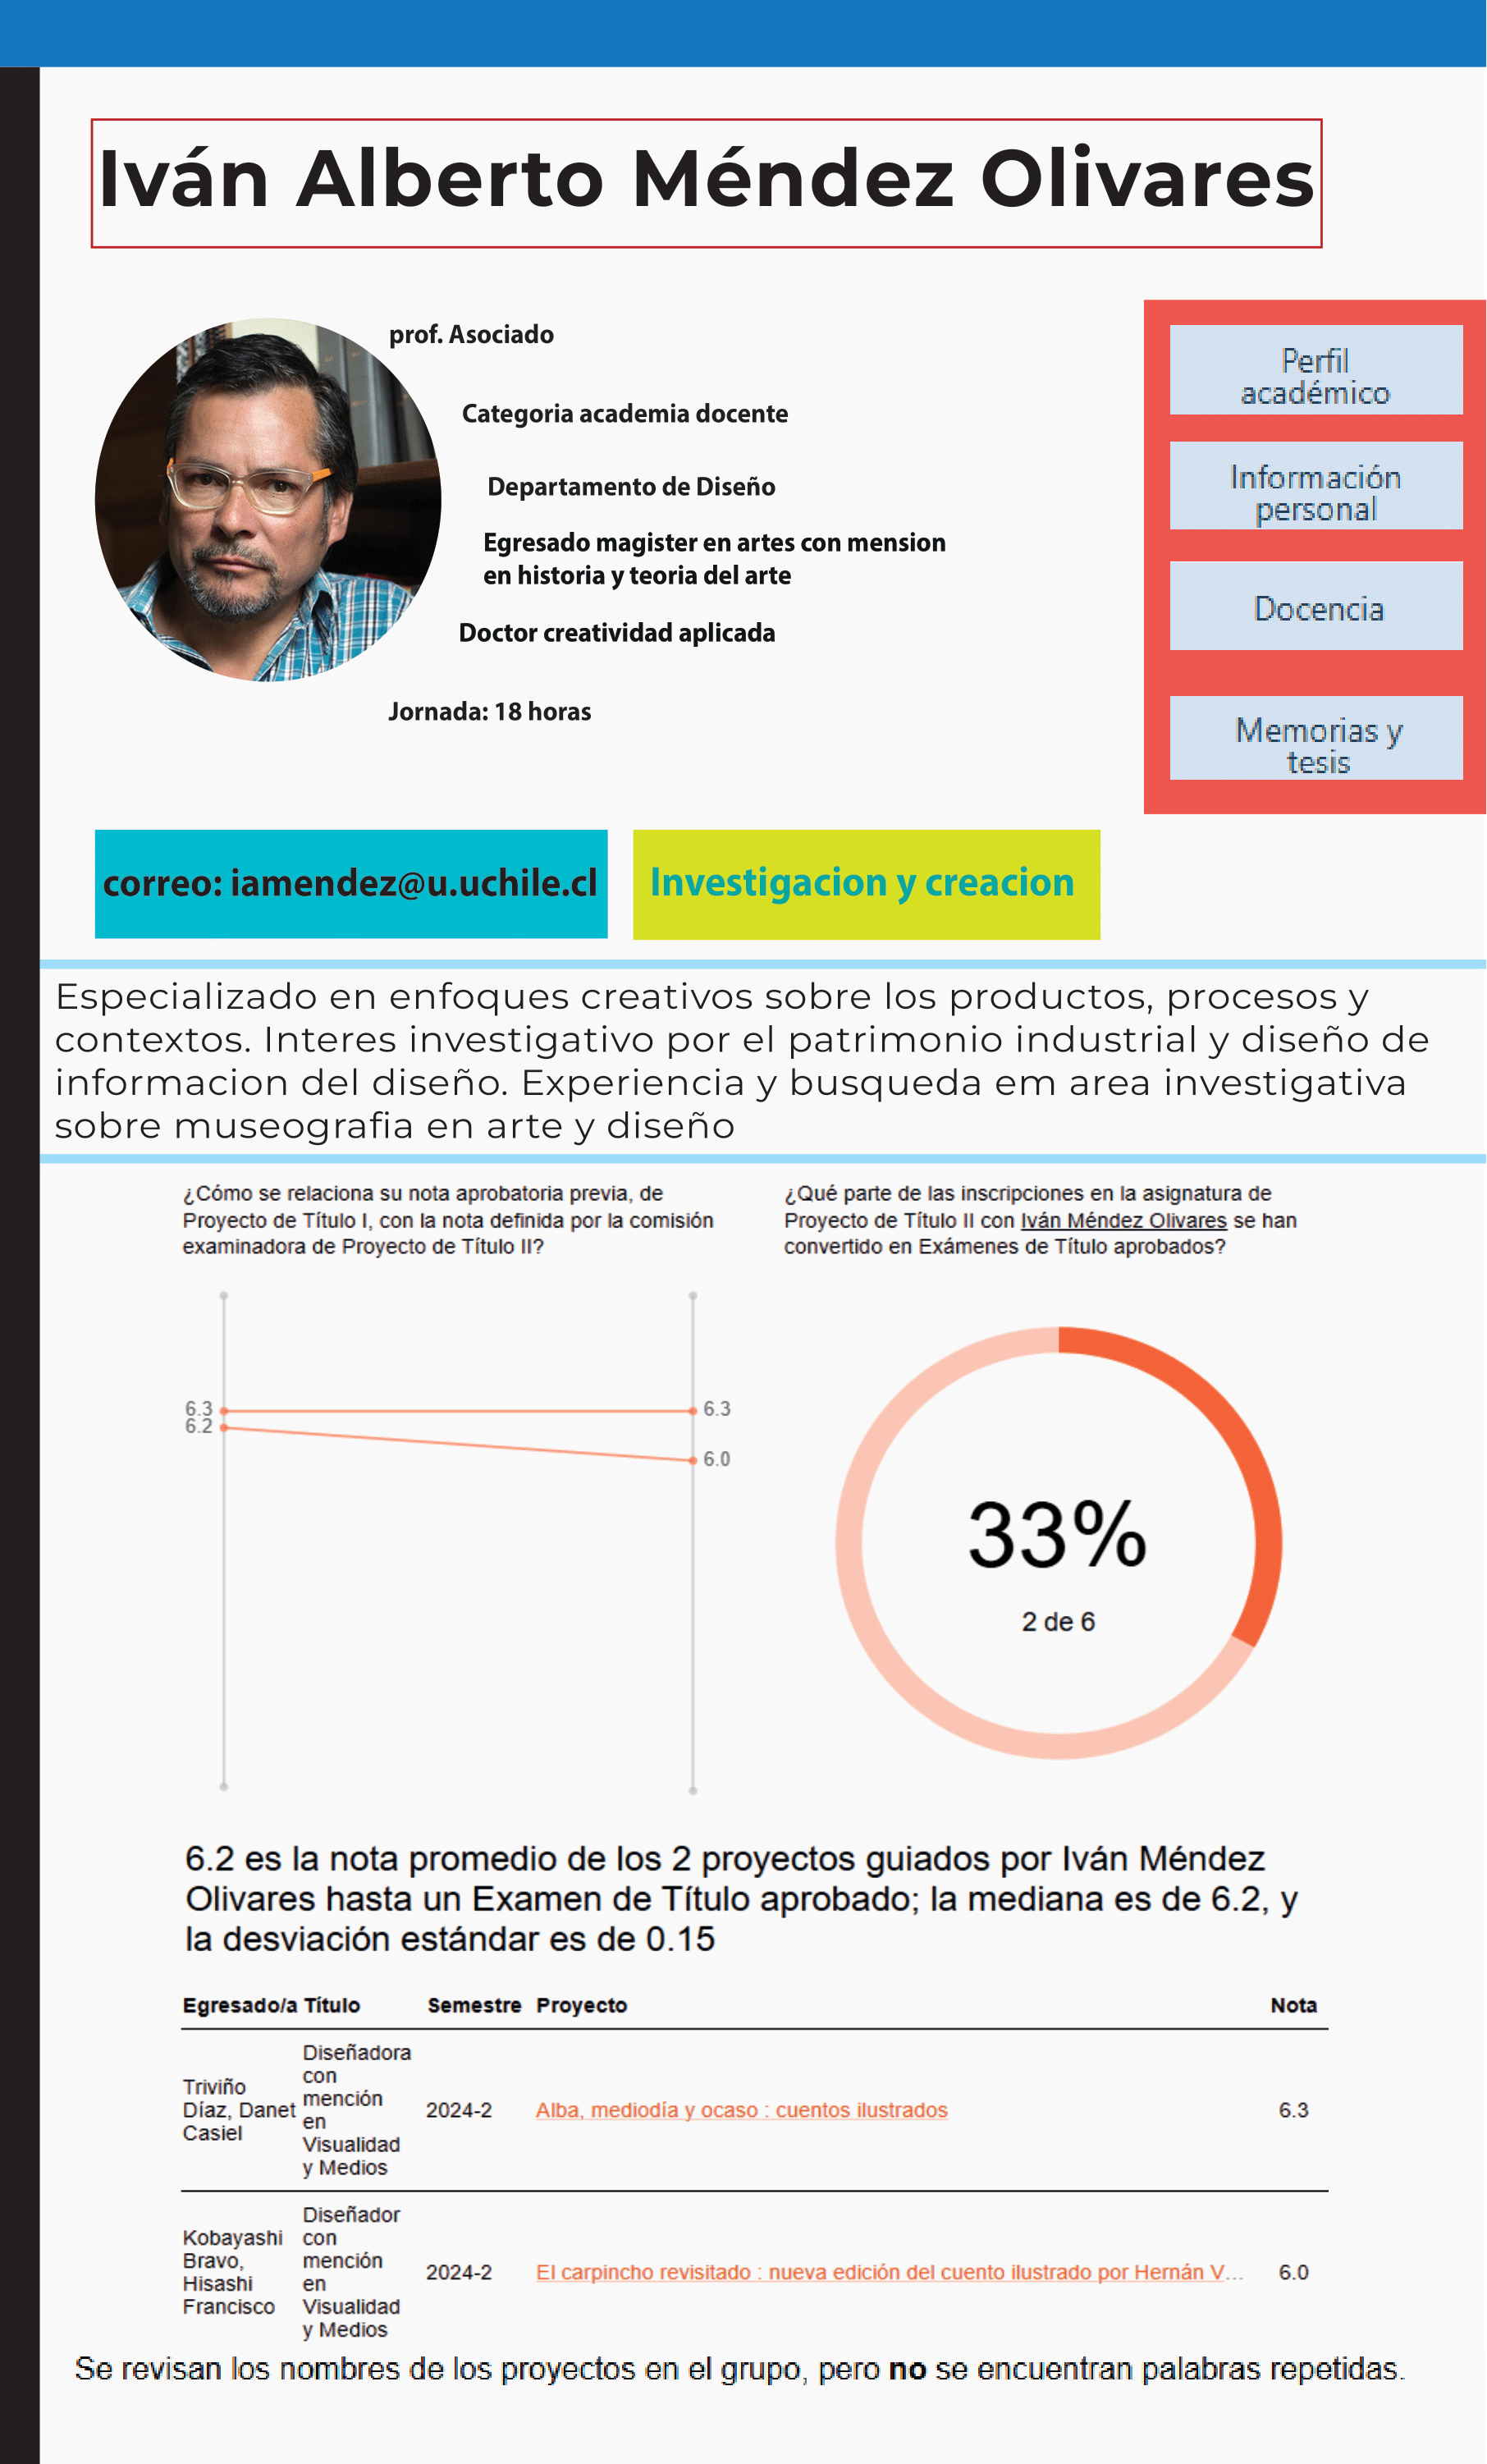 Iván Alberto Méndez Olivares
prof. Asociado
Categoria academia docente
Departamento de Diseño
Egresado magister en artes con mension
en historia y teoria del arte
Doctor creatividad aplicada
Jornada: 18 horas
Perfil
académico
Información
personal
Docencia
Memorias y
tesis
correo: iamendez@u.uchile.cl
Investigacion y creacion
Especializado en enfoques creativos sobre los productos, procesos y
contextos. Interes investigativo por el patrimonio industrial y diseño de
informacion del diseño. Experiencia y busqueda em area investigativa
sobre museografia en arte y diseño
¿Cómo se relaciona su nota aprobatoria previa, de
Proyecto de Título I, con la nota definida por la comisión
examinadora de Proyecto de Título II?
6.3
6.2
6.3
6.0
¿Qué parte de las inscripciones en la asignatura de
Proyecto de Título II con Iván Méndez Olivares se han
convertido en Exámenes de Título aprobados?
33%
2 de 6
6.2 es la nota promedio de los 2 proyectos guiados por Iván Méndez
Olivares hasta un Examen de Título aprobado; la mediana es de 6.2, y
la desviación estándar es de 0.15
Egresado/a Título Semestre Proyecto Nota
Triviño
Díaz, Danet
Casiel
Diseñadora
con
mención
en
Visualidad
y Medios
2024-2
Alba, mediodía y ocaso : cuentos ilustrados
6.3
Kobayashi
Bravo,
Hisashi
Francisco
Diseñador
con
mención
en
Visualidad
y Medios
2024-2
El carpincho revisitado : nueva edición del cuento ilustrado por Hernán V...
6.0
Se revisan los nombres de los proyectos en el grupo, pero no se encuentran palabras repetidas.